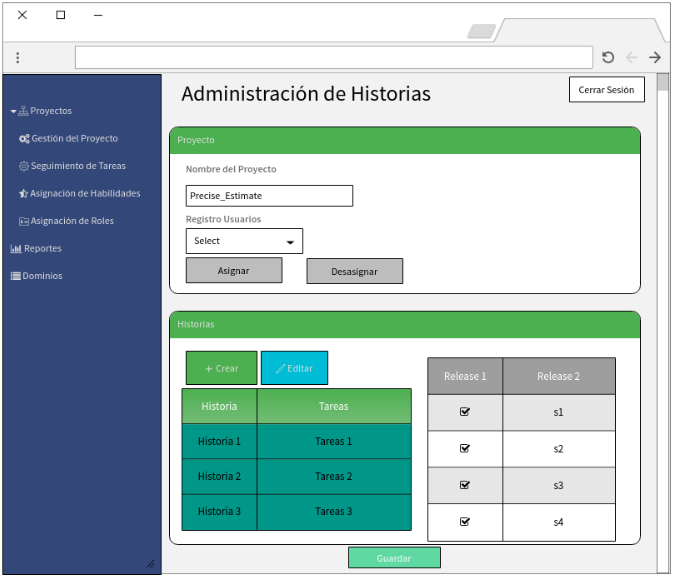 Administración de Historias
Cerrar Sesión
Proyectos
Gestión del Proyecto
Seguimiento de Tareas
Asignación de Habilidades
Asignación de Roles
Reportes
Dominios
Proyecto
Nombre del Proyecto
Precise_Estimate
Registro Usuarios
Select
Asignar Desasignar
Historias
+ Crear Editar
Historia Tareas
Historia 1 Tareas 1
Historia 2 Tareas 2
Historia 3 Tareas 3
Release 1 Release 2
s1
s2
s3
s4
Guardar